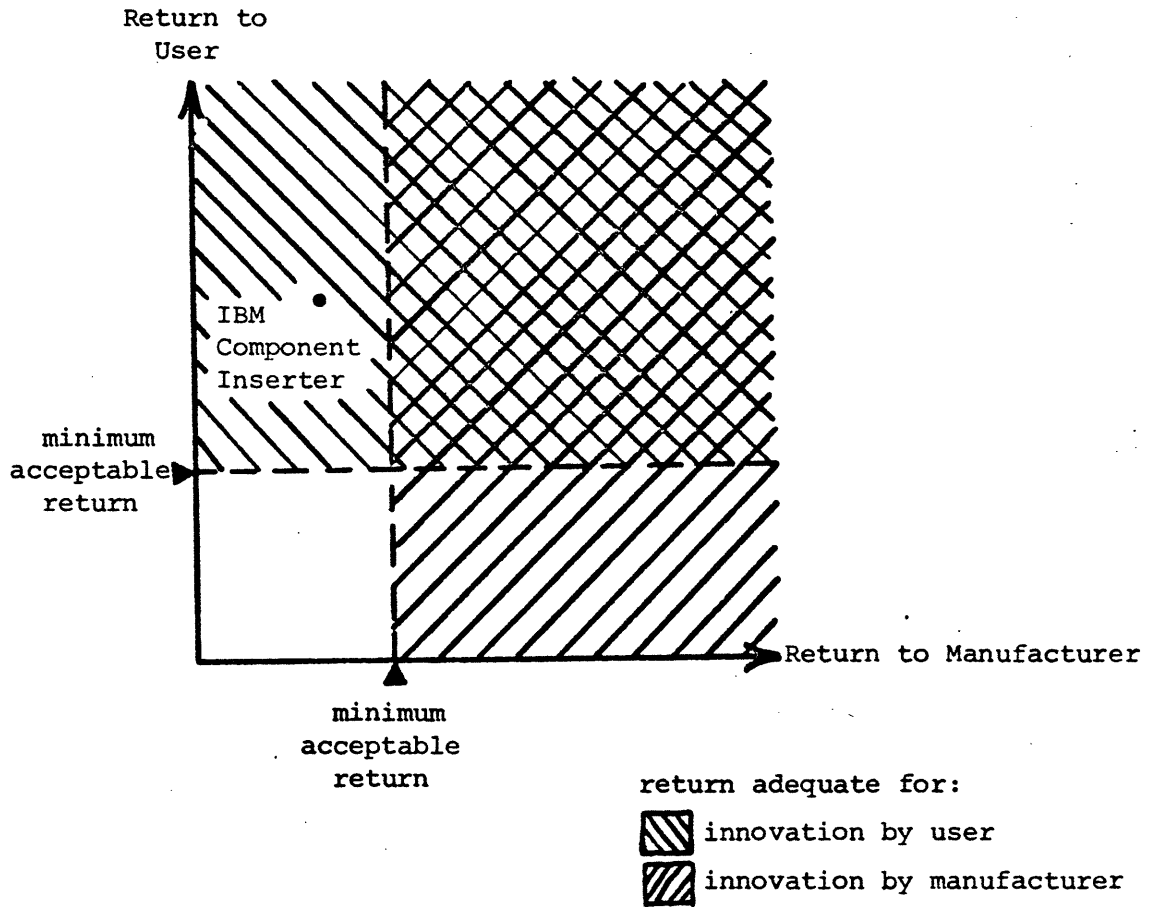 Return to
User
IBM
Component
Inserter
minimum
acceptable
return
Return to Manufacturer
minimum
acceptable
return
return adequate for:
innovation by user
innovation by manufacturer